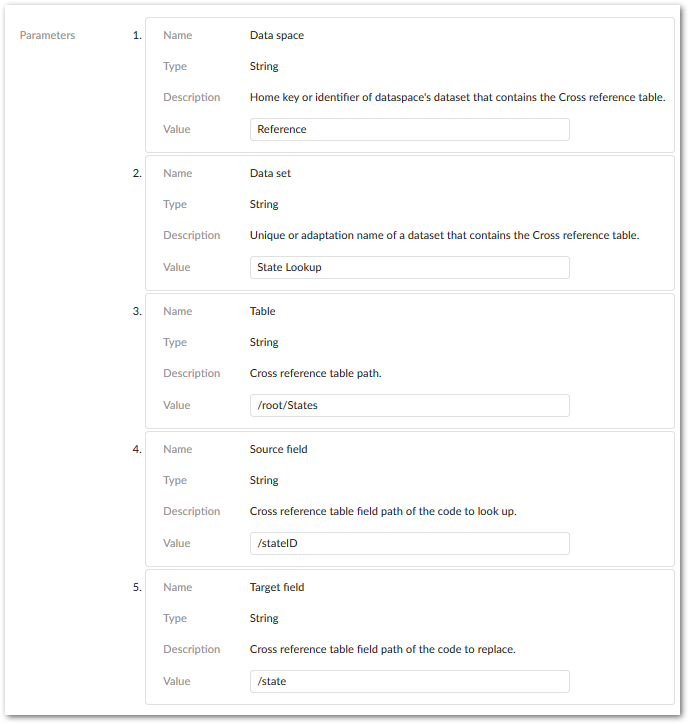 Parameters
1.
Name Data space
Type String
Description Home key or identifier of dataspace's dataset that contains the Cross reference table.
Value Reference
2.
Name Data set
Type String
Description Unique or adaptation name of a dataset that contains the Cross reference table.
Value State Lookup
3.
Name Table
Type String
Description Cross reference table path.
Value /root/States
4.
Name Source field
Type String
Description Cross reference table field path of the code to look up.
Value /stateID
5.
Name Target field
Type String
Description Cross reference table field path of the code to replace.
Value /state